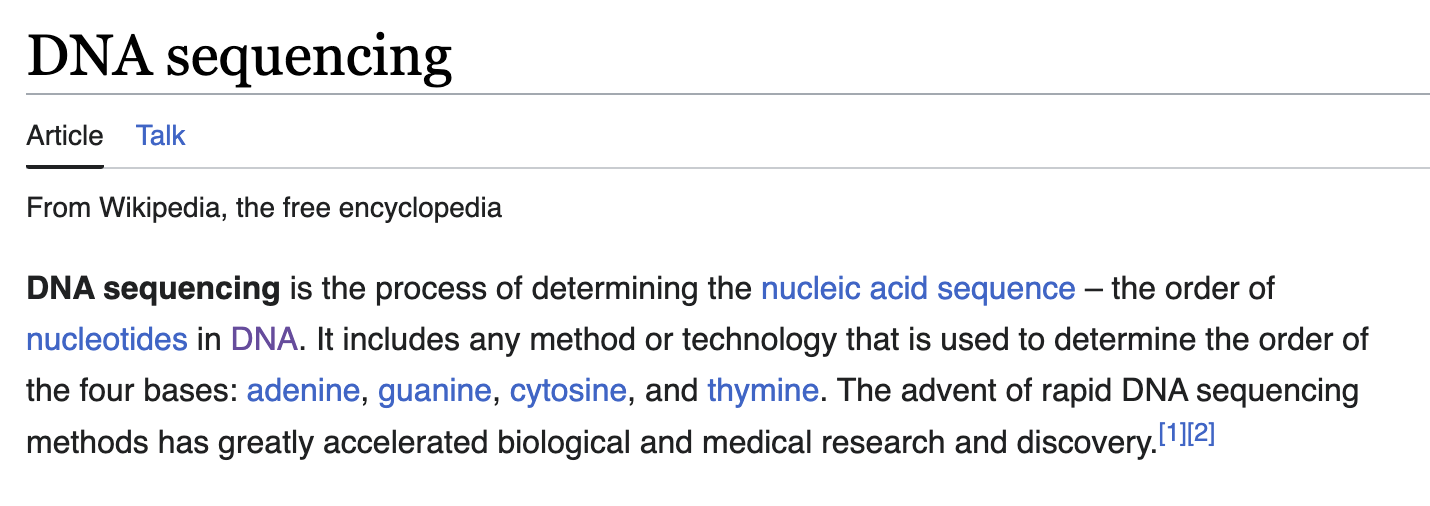 DNA sequencing
Article Talk
From Wikipedia, the free encyclopedia
DNA sequencing is the process of determining the nucleic acid sequence – the order of
nucleotides in DNA. It includes any method or technology that is used to determine the order of
the four bases: adenine, guanine, cytosine, and thymine. The advent of rapid DNA sequencing
methods has greatly accelerated biological and medical research and discovery.[1][2]